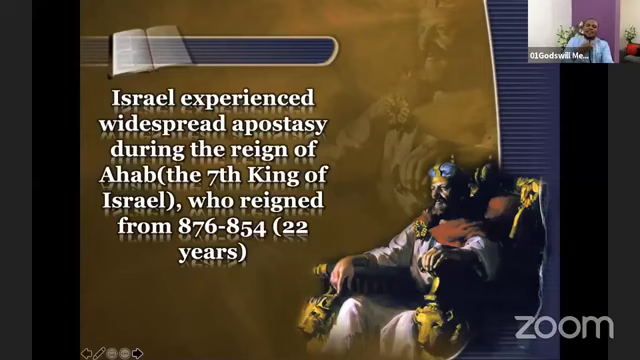 Israel experienced
widespread apostasy
during the reign of
Ahab(the 7th King of
Israel), who reigned
from 876-854 (22
years)
01Godswill Me...
zoom